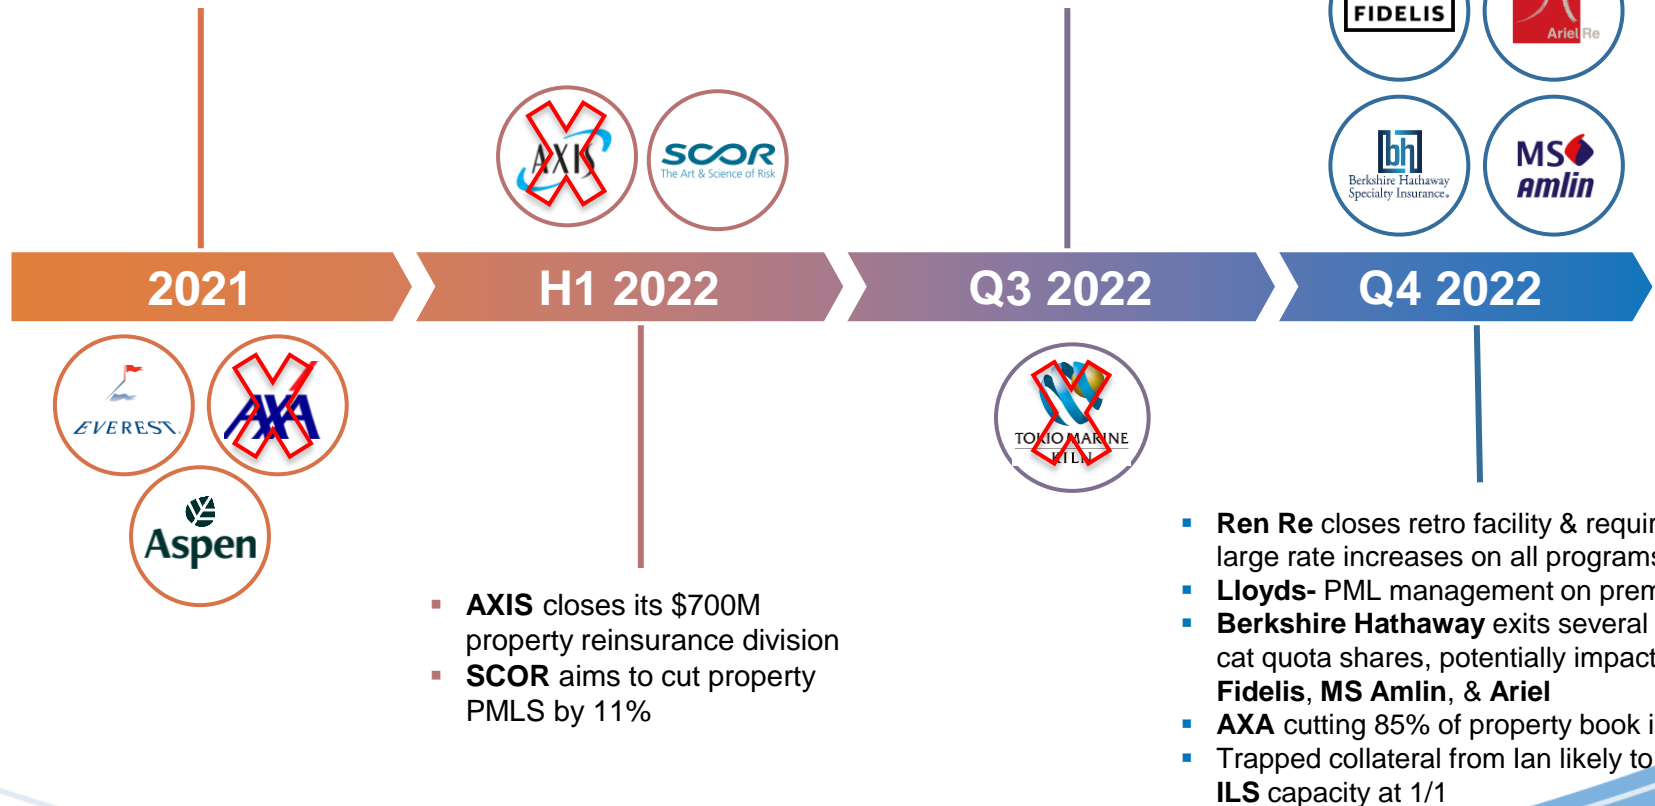 FIDELIS
Ariel Re
AXIS
SCOR
The Art & Science of Risk
bh
Berkshire Hathaway
Specialty Insurance.
MS
amlin
2021
H1 2022
Q3 2022
Q4 2022
EVEREST
AXA
Aspen
TOKIO MARINE
KILN
AXIS closes its $700M
property reinsurance division
SCOR aims to cut property
PMLS by 11%
Ren Re closes retro facility &
large rate increases on all programs
Lloyds- PML management on
Berkshire Hathaway exits several
cat quota shares, potentially
Fidelis, MS Amlin, & Ariel
AXA cutting 85% of property book
Trapped collateral from Ian likely to
ILS capacity at 1/1